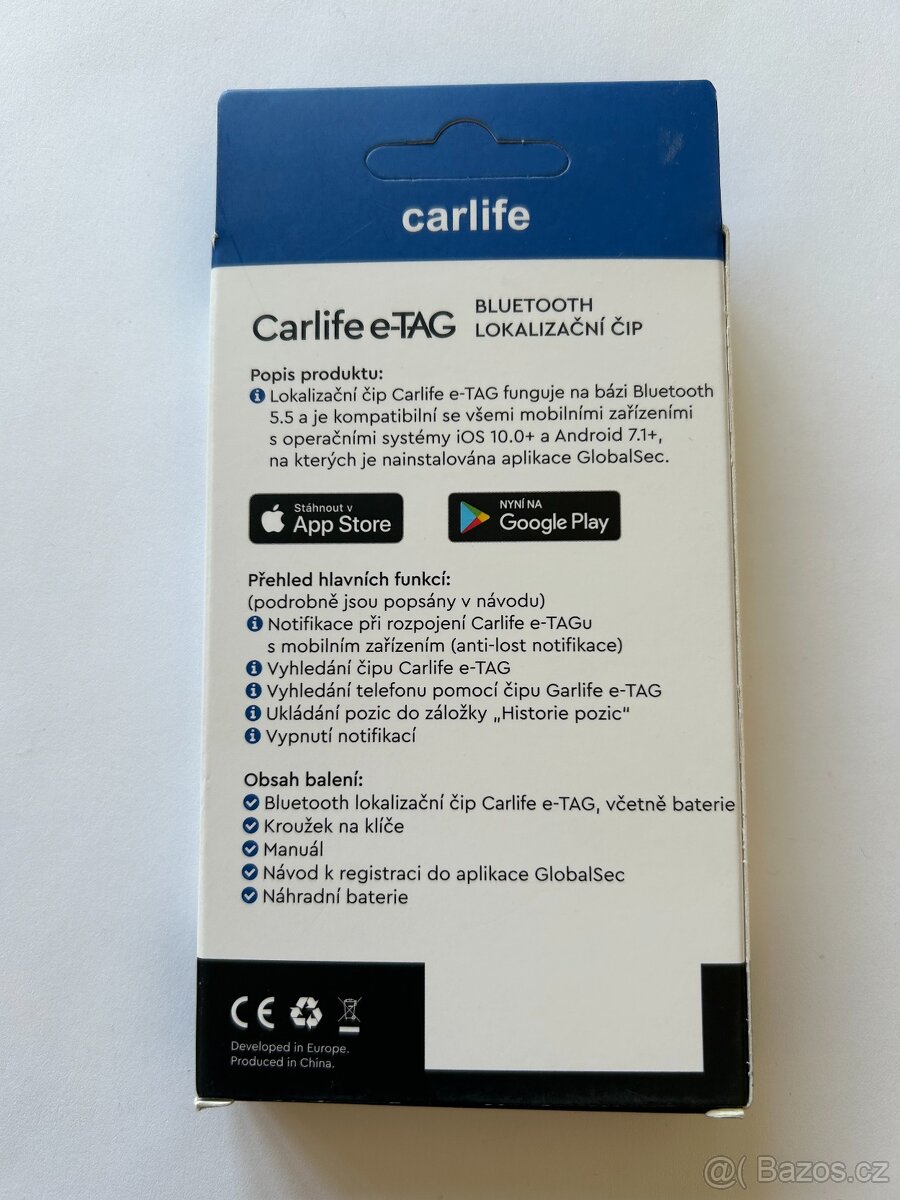 carlife
Carlife e-TAG
BLUETOOTH
LOKALIZAČNÍ ČIP
Popis produktu:
Lokalizační čip Carlife e-TAG funguje na bázi Bluetooth
5.5 a je kompatibilní se všemi mobilními zařízeními
s operačními systémy iOS 10.0+ a Android 7.1+,
na kterých je nainstalována aplikace GlobalSec.
Stáhnout v
App Store
NYNÍ NA
Google Play
Přehled hlavních funkcí:
(podrobně jsou popsány v návodu)
Notifikace při rozpojení Carlife e-TAGu
s mobilním zařízením (anti-lost notifikace)
Vyhledání čipu Carlife e-TAG
Vyhledání telefonu pomocí čipu Garlife e-TAG
Ukládání pozic do záložky „Historie pozic“
Vypnutí notifikací
Obsah balení:
Bluetooth lokalizační čip Carlife e-TAG, včetně baterie
Kroužek na klíče
Manuál
Návod k registraci do aplikace GlobalSec
Náhradní baterie
CE
Developed in Europe.
Produced in China.
@( Bazos.cz